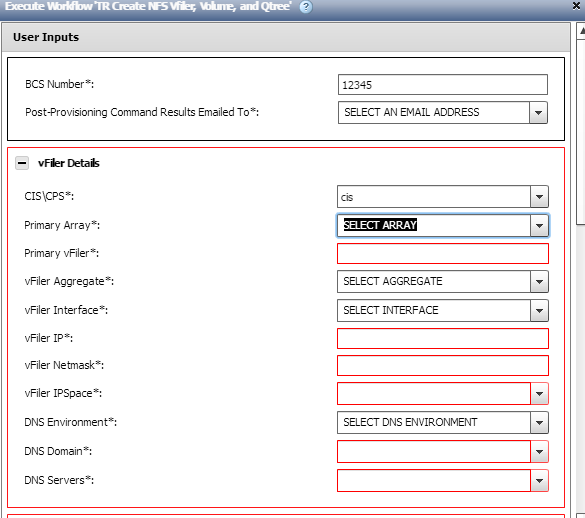 Execute Workflow 'TR Create NFS Vfiler, Volume, and Qtree' ?
User Inputs
BCS Number*: 12345
Post-Provisioning Command Results Emailed To*: SELECT AN EMAIL ADDRESS
vFiler Details
CIS\CPS*: cis
Primary Array*: SELECT ARRAY
Primary vFiler*:
vFiler Aggregate*: SELECT AGGREGATE
vFiler Interface*: SELECT INTERFACE
vFiler IP*:
vFiler Netmask*:
vFiler IPSpace*:
DNS Environment*: SELECT DNS ENVIRONMENT
DNS Domain*:
DNS Servers*: